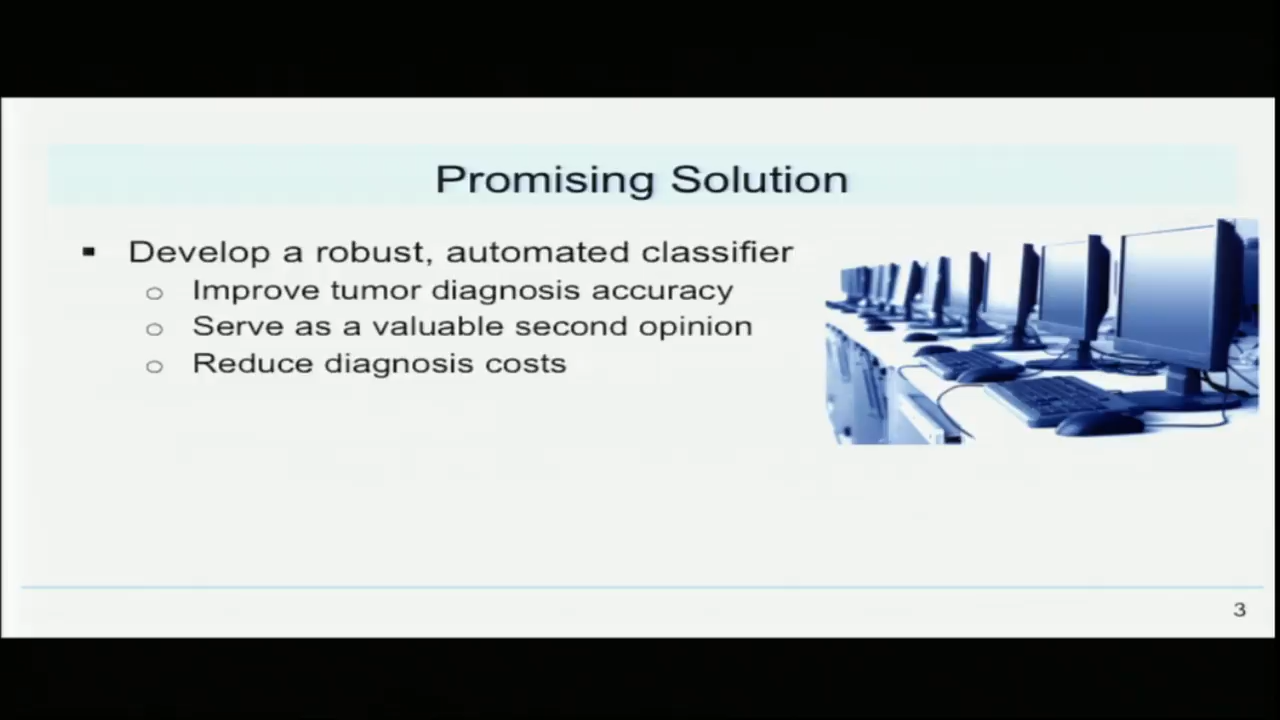 Promising Solution
▪ Develop a robust, automated classifier
○ Improve tumor diagnosis accuracy
○ Serve as a valuable second opinion
○ Reduce diagnosis costs
3